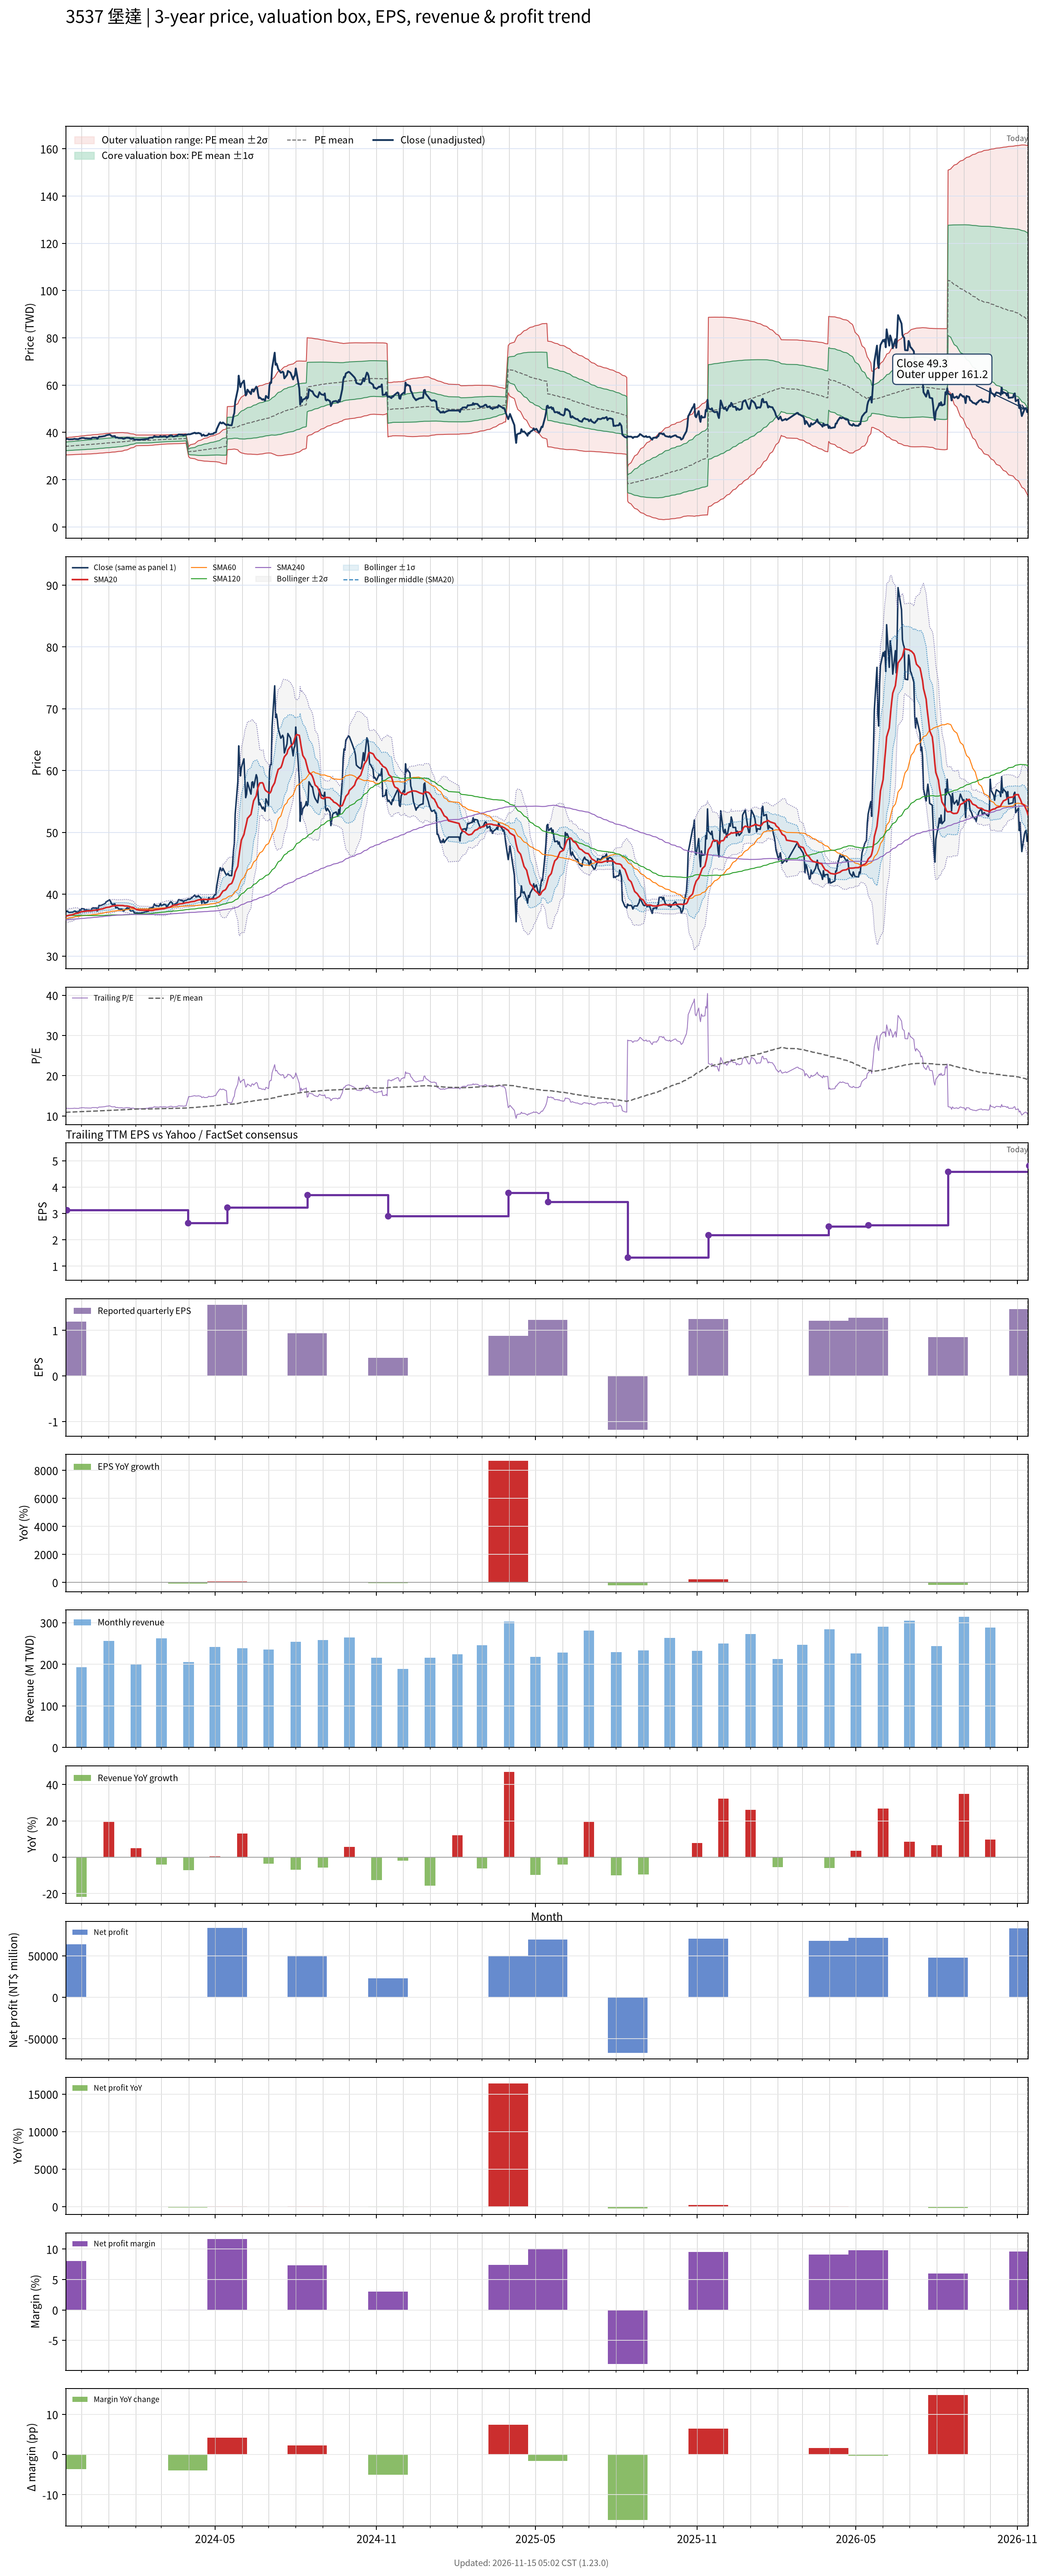 3537 堡達 | 3-year price, valuation box, EPS, revenue & profit trend
Outer valuation range: PE mean ±2σ
Core valuation box: PE mean ±1σ
PE mean
Close (unadjusted)
Today
Price (TWD)
160
140
120
100
80
60
40
20
0
Close 49.3
Outer upper 161.2
Close (same as panel 1)
SMA20
SMA60
SMA120
SMA240
Bollinger ±2σ
Bollinger ±1σ
Bollinger middle (SMA20)
Price
90
80
70
60
50
40
30
Trailing P/E
P/E mean
P/E
40
30
20
10
Trailing TTM EPS vs Yahoo / FactSet consensus
Today
EPS
5
4
3
2
1
Reported quarterly EPS
EPS
1
0
-1
EPS YoY growth
YoY (%)
8000
6000
4000
2000
0
Monthly revenue
Revenue (M TWD)
300
200
100
0
Revenue YoY growth
YoY (%)
40
20
0
-20
Month
Net profit
Net profit (NT$ million)
50000
0
-50000
Net profit YoY
YoY (%)
15000
10000
5000
0
Net profit margin
Margin (%)
10
5
0
-5
Margin YoY change
Δ margin (pp)
10
0
-10
2024-05
2024-11
2025-05
2025-11
2026-05
2026-11
Updated: 2026-11-15 05:02 CST (1.23.0)